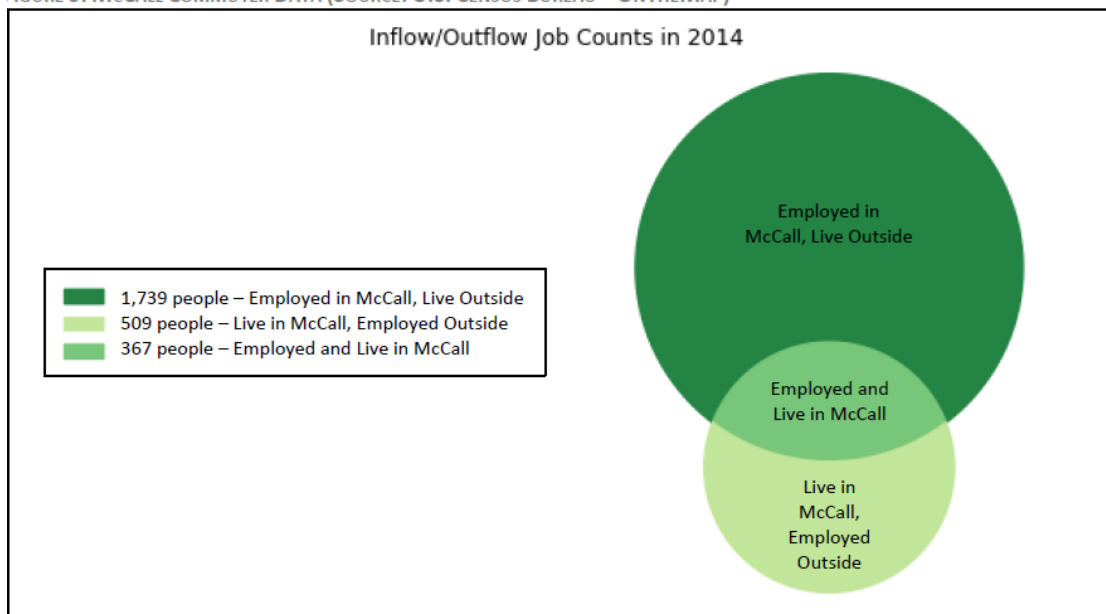 Inflow/Outflow Job Counts in 2014
Employed in
McCall, Live Outside
1,739 people – Employed in McCall, Live Outside
509 people – Live in McCall, Employed Outside
367 people – Employed and Live in McCall
Employed and
Live in McCall
Live in
McCall,
Employed
Outside